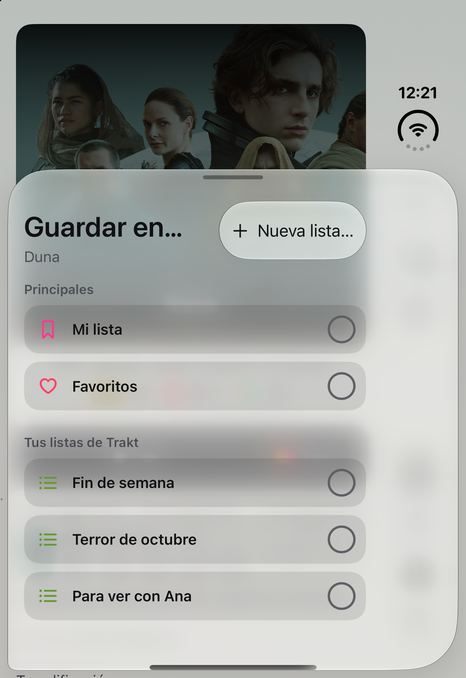 12:21
Guardar en...
+ Nueva lista...
Duna
Principales
Mi lista
Favoritos
Tus listas de Trakt
Fin de semana
Terror de octubre
Para ver con Ana